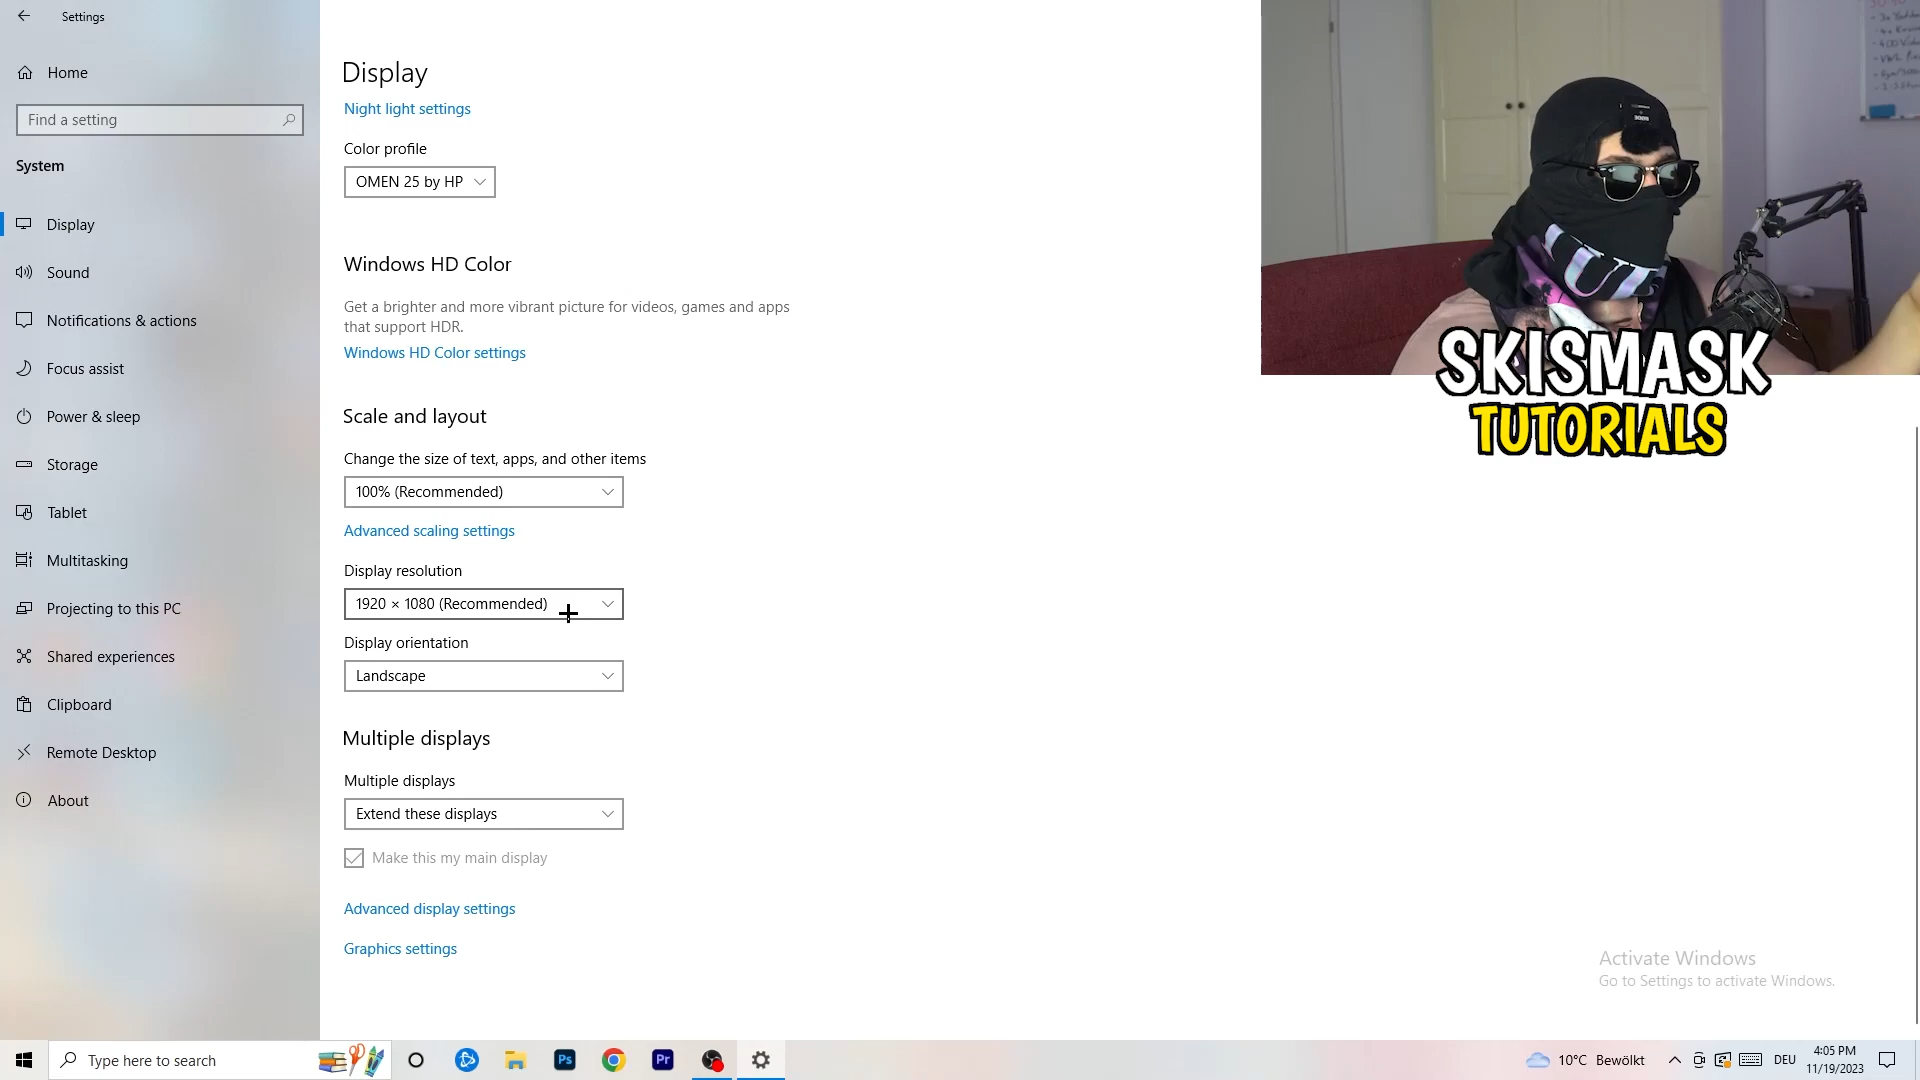 Settings
Home
Find a setting
System
Display
Sound
Notifications & actions
Focus assist
Power & sleep
Storage
Tablet
Multitasking
Projecting to this PC
Shared experiences
Clipboard
Remote Desktop
About
Display
Night light settings
Color profile
OMEN 25 by HP
Windows HD Color
Get a brighter and more vibrant picture for videos, games and apps
that support HDR.
Windows HD Color settings
Scale and layout
Change the size of text, apps, and other items
100% (Recommended)
Advanced scaling settings
Display resolution
1920 × 1080 (Recommended)
Display orientation
Landscape
Multiple displays
Multiple displays
Extend these displays
Make this my main display
Advanced display settings
Graphics settings
SKISMASK
TUTORIALS
Activate Windows
Go to Settings to activate Windows.
Type here to search
Ps
Pr
10°C Bewölkt
DEU
4:05 PM
11/19/2023